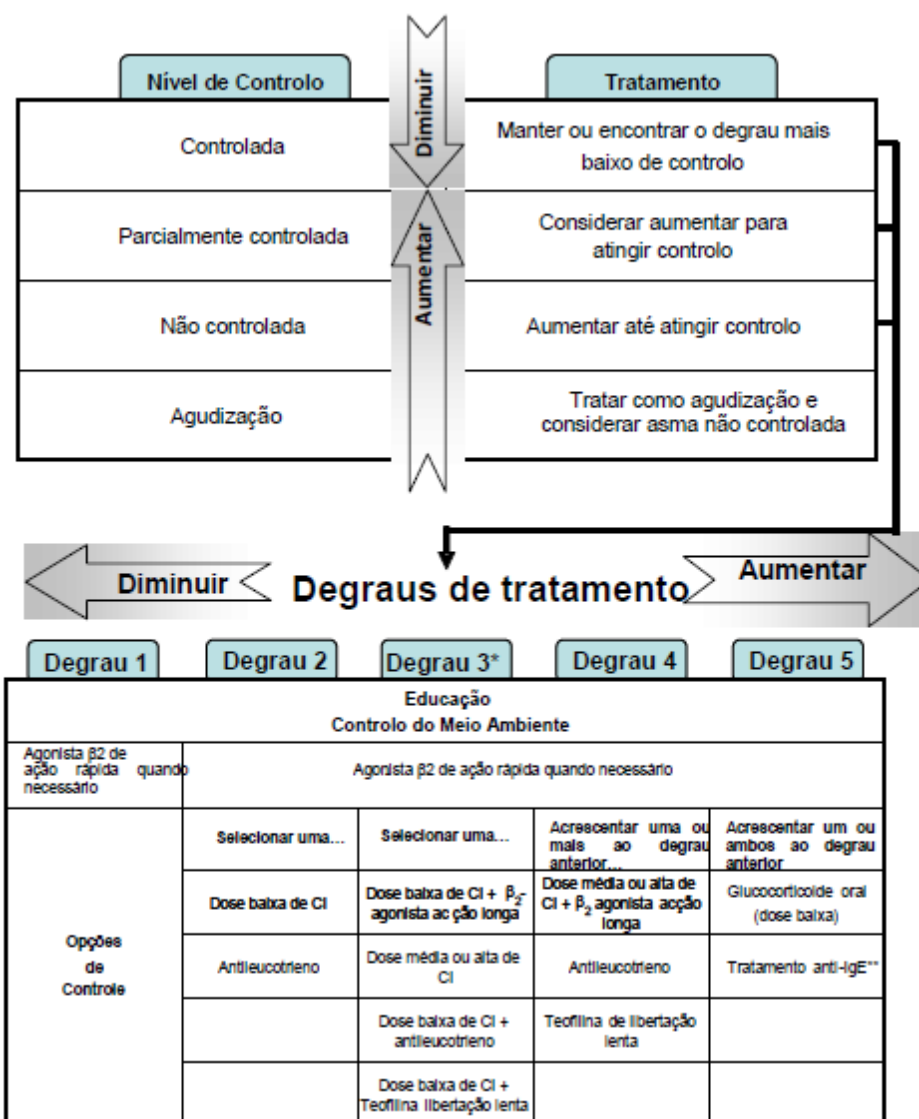 Nível de Controlo
Tratamento
Diminuir
Controlada
Manter ou encontrar o degrau mais
baixo de controlo
Aumentar
Parcialmente controlada
Considerar aumentar para
atingir controlo
Não controlada
Aumentar até atingir controlo
Agudização
Tratar como agudização e
considerar asma não controlada
Diminuir
Degraus de tratamento
Aumentar
Degrau 1
Degrau 2
Degrau 3*
Degrau 4
Degrau 5
Educação
Controlo do Meio Ambiente
Agonista β2 de
ação rápida quando
necessário
Agonista β2 de ação rápida quando necessário
Opções
de
Controle
Selecionar uma...
Selecionar uma...
Acrescentar uma ou
mais ao degrau
anterior...
Acrescentar um ou
ambos ao degrau
anterior
Dose baixa de CI
Dose baixa de CI + β2-
agonista ac ção longa
Dose média ou alta de
CI + β2 agonista acção
longa
Glucocorticoide oral
(dose baixa)
Antileucotrieno
Dose média ou alta de
CI
Antileucotrieno
Tratamento anti-IgE**
Dose baixa de CI +
antileucotrieno
Teofilina de libertação
lenta
Dose baixa de CI +
Teofilina libertação lenta